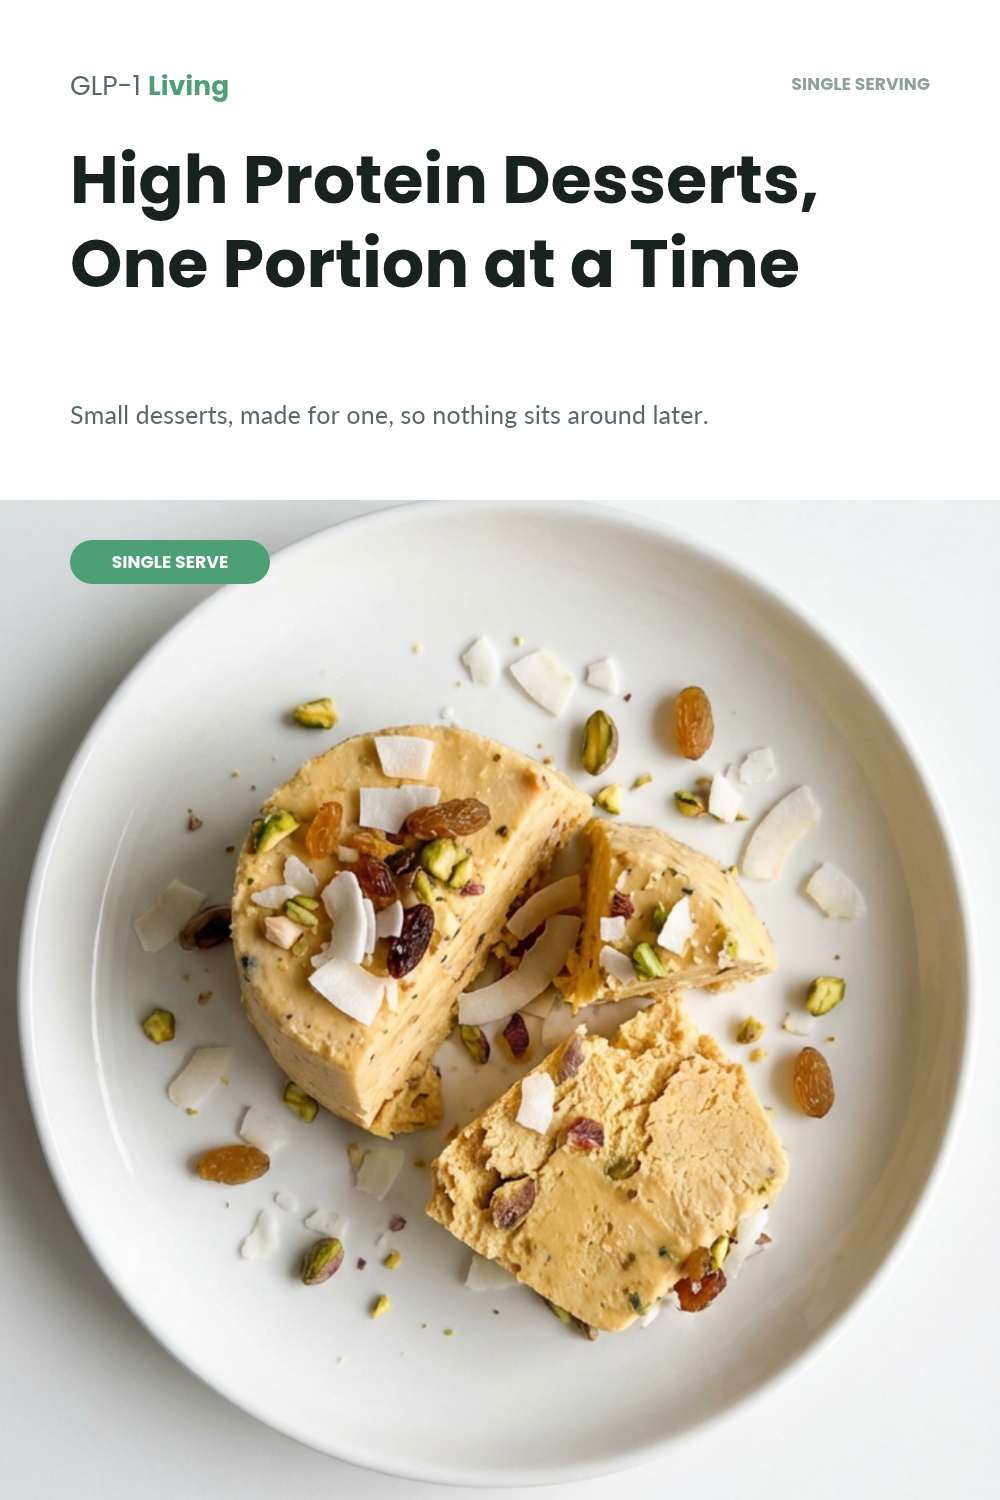 GLP-1 Living
SINGLE SERVING
High Protein Desserts,
One Portion at a Time
Small desserts, made for one, so nothing sits around later.
SINGLE SERVE